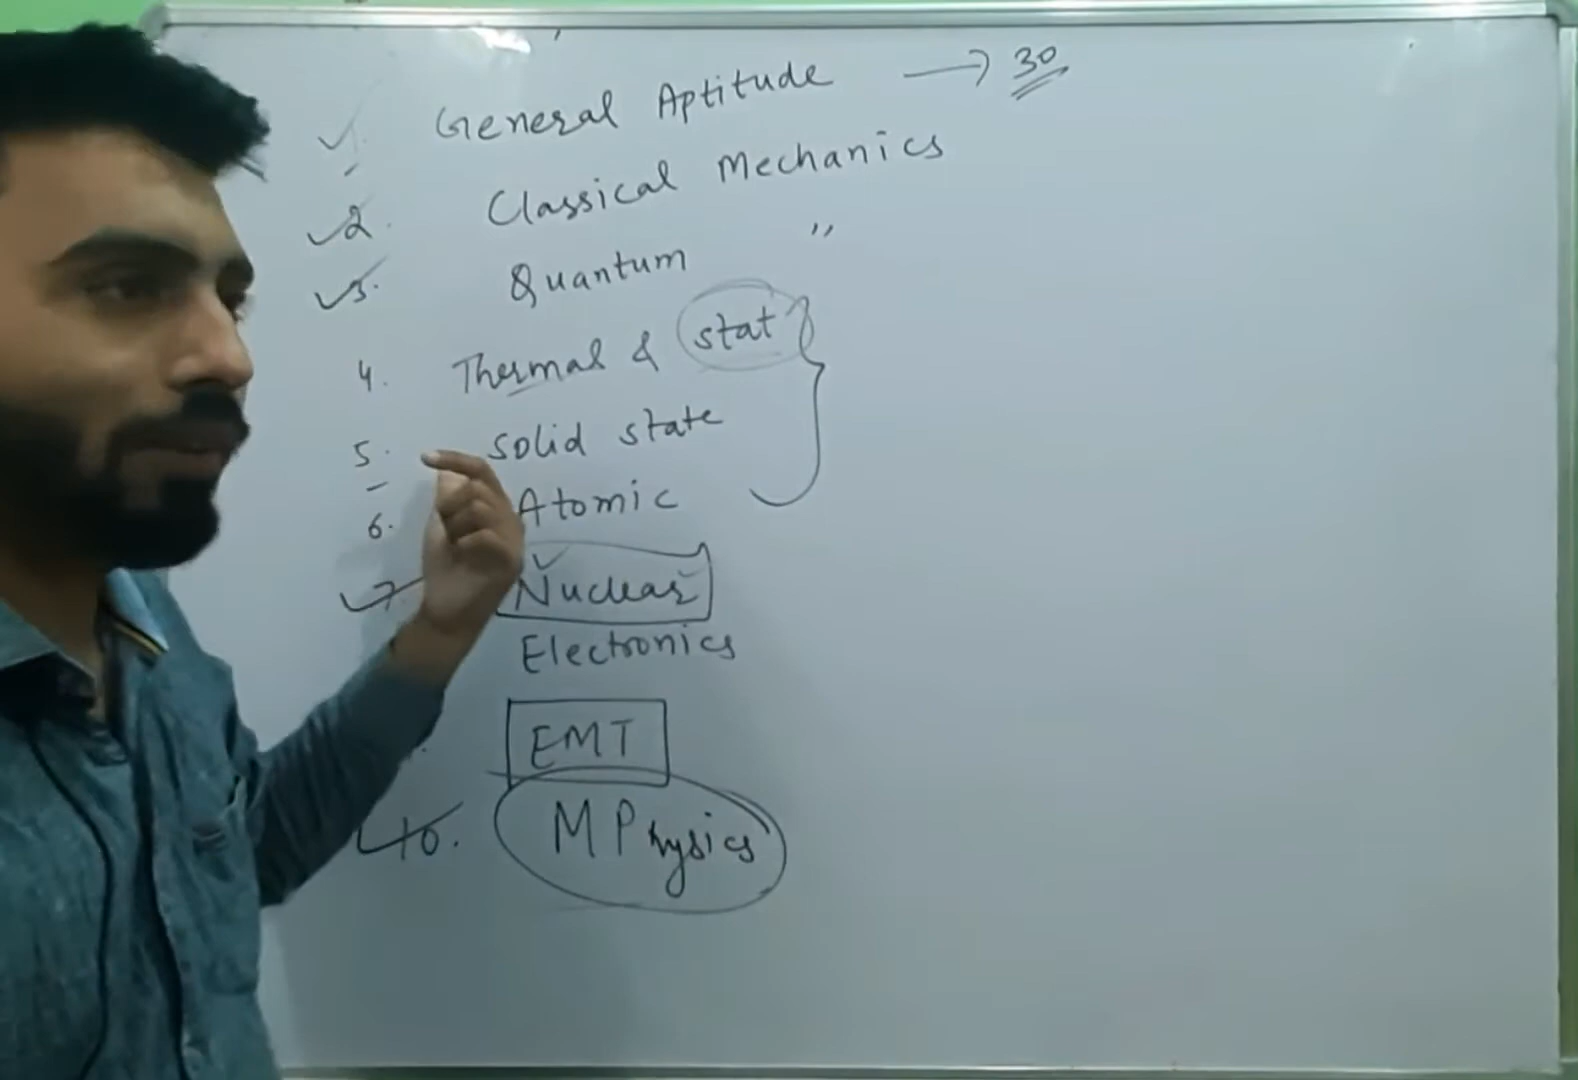 ✓1. General Aptitude → 30
✓2. Classical Mechanics
✓3. Quantum "
4. Thermal & stat
5. Solid state
6. Atomic
✓7. Nuclear
Electronics
EMT
✓10. M Physics